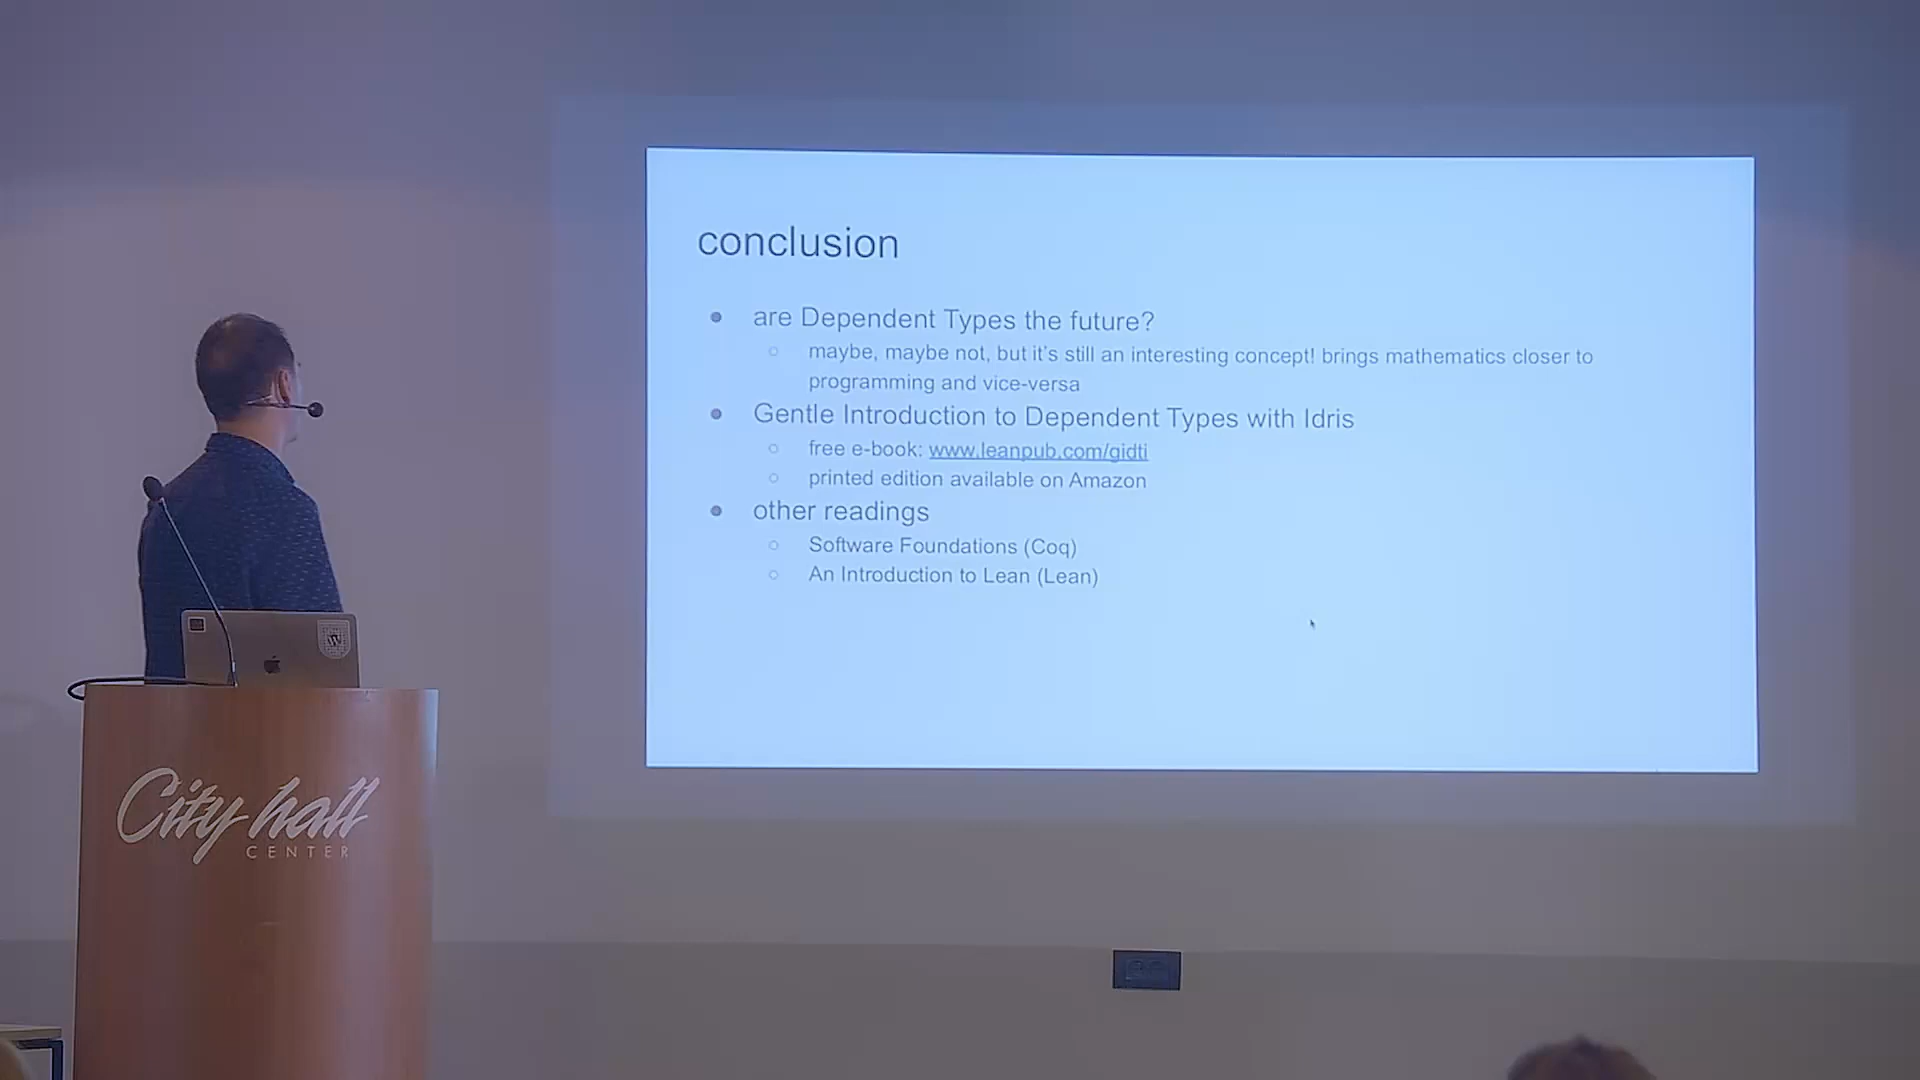 conclusion
are Dependent Types the future?
maybe, maybe not, but it's still an interesting concept! brings mathematics closer to
programming and vice-versa
Gentle Introduction to Dependent Types with Idris
free e-book: www.leanpub.com/gidti
printed edition available on Amazon
other readings
Software Foundations (Coq)
An Introduction to Lean (Lean)
City hall
CENTER